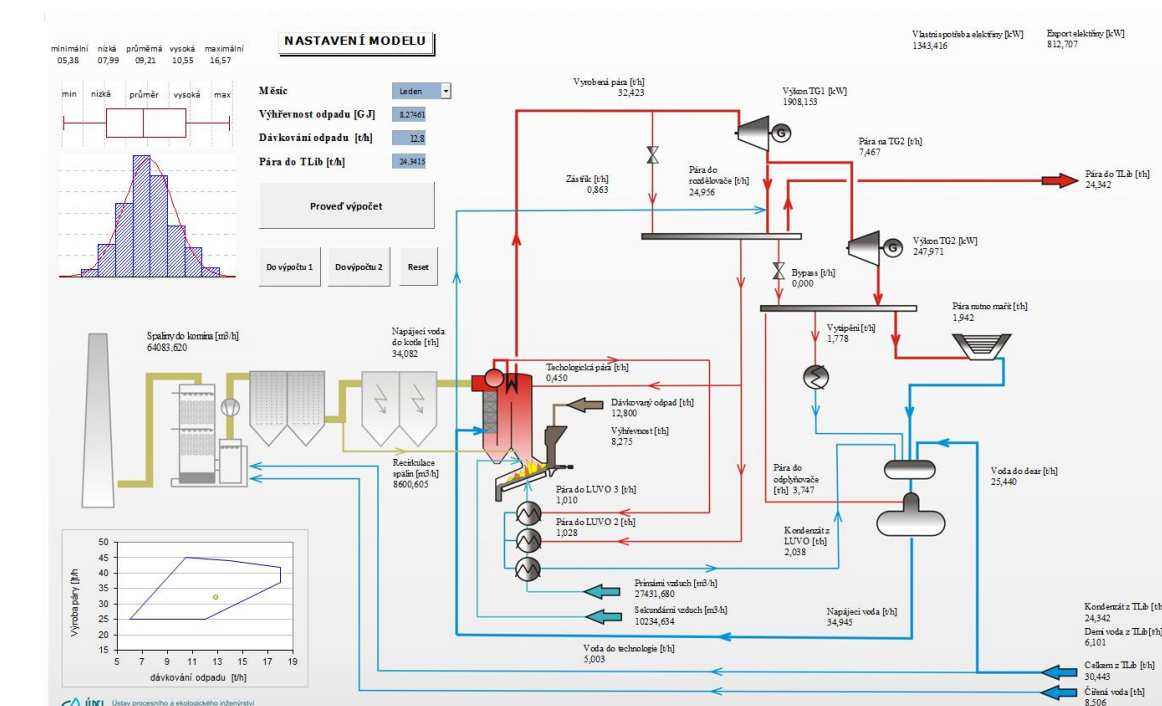 NASTAVENÍ MODELU
minimální nízká průměrná vysoká maximální
05,38 07,99 09,21 10,55 16,57
min nízká průměr vysoká max
Měsíc Leden
Výhřevnost odpadu [GJ] 8,27461
Dávkování odpadu [t/h] 12,8
Pára do TLib [t/h] 24,3415
Proveď výpočet
Do výpočtu 1 Do výpočtu 2 Reset
Vlastní spotřeba elektřiny [kW]
1343,416
Export elektřiny [kW]
812,707
Vyrobená pára [t/h]
32,423
Výkon TG1 [kW]
1908,153
G
Pára na TG2 [t/h]
7,467
Zástřik [t/h]
0,863
Pára do
rozdělovače [t/h]
24,956
Pára do TLib [t/h]
24,342
G
Výkon TG2 [kW]
247,971
Bypass [t/h]
0,000
Pára nutno mařit [t/h]
1,942
Vytápění [t/h]
1,778
Spaliny do komína [m3/h]
64083,620
Napájecí voda
do kotle [t/h]
34,082
Techologická pára [t/h]
0,450
Dávkovaný odpad [t/h]
12,800
Výhřevnost [t/h]
8,275
Recirkulace
spalin [m3/h]
8600,605
Pára do LUVO 3 [t/h]
1,010
Pára do LUVO 2 [t/h]
1,028
Pára do
odplyňovače
[t/h] 3,747
Voda do dear [t/h]
25,440
Kondenzát z
LUVO [t/h]
2,038
Primární vzduch [m3/h]
27431,680
Sekundární vzduch [m3/h]
10234,634
Napájecí voda [t/h]
34,945
Voda do technologie [t/h]
5,003
Kondenzát z TLib [t/h
24,342
Demi voda z TLib [t/h]
6,101
Celkem z TLib [t/h]
30,443
Čiřená voda [t/h]
8,506
Výroba páry [t/h]
50
45
40
35
30
25
20
15
5 7 9 11 13 15 17 19
dávkování odpadu [t/h]
Ústav procesního a ekologického inženýrství